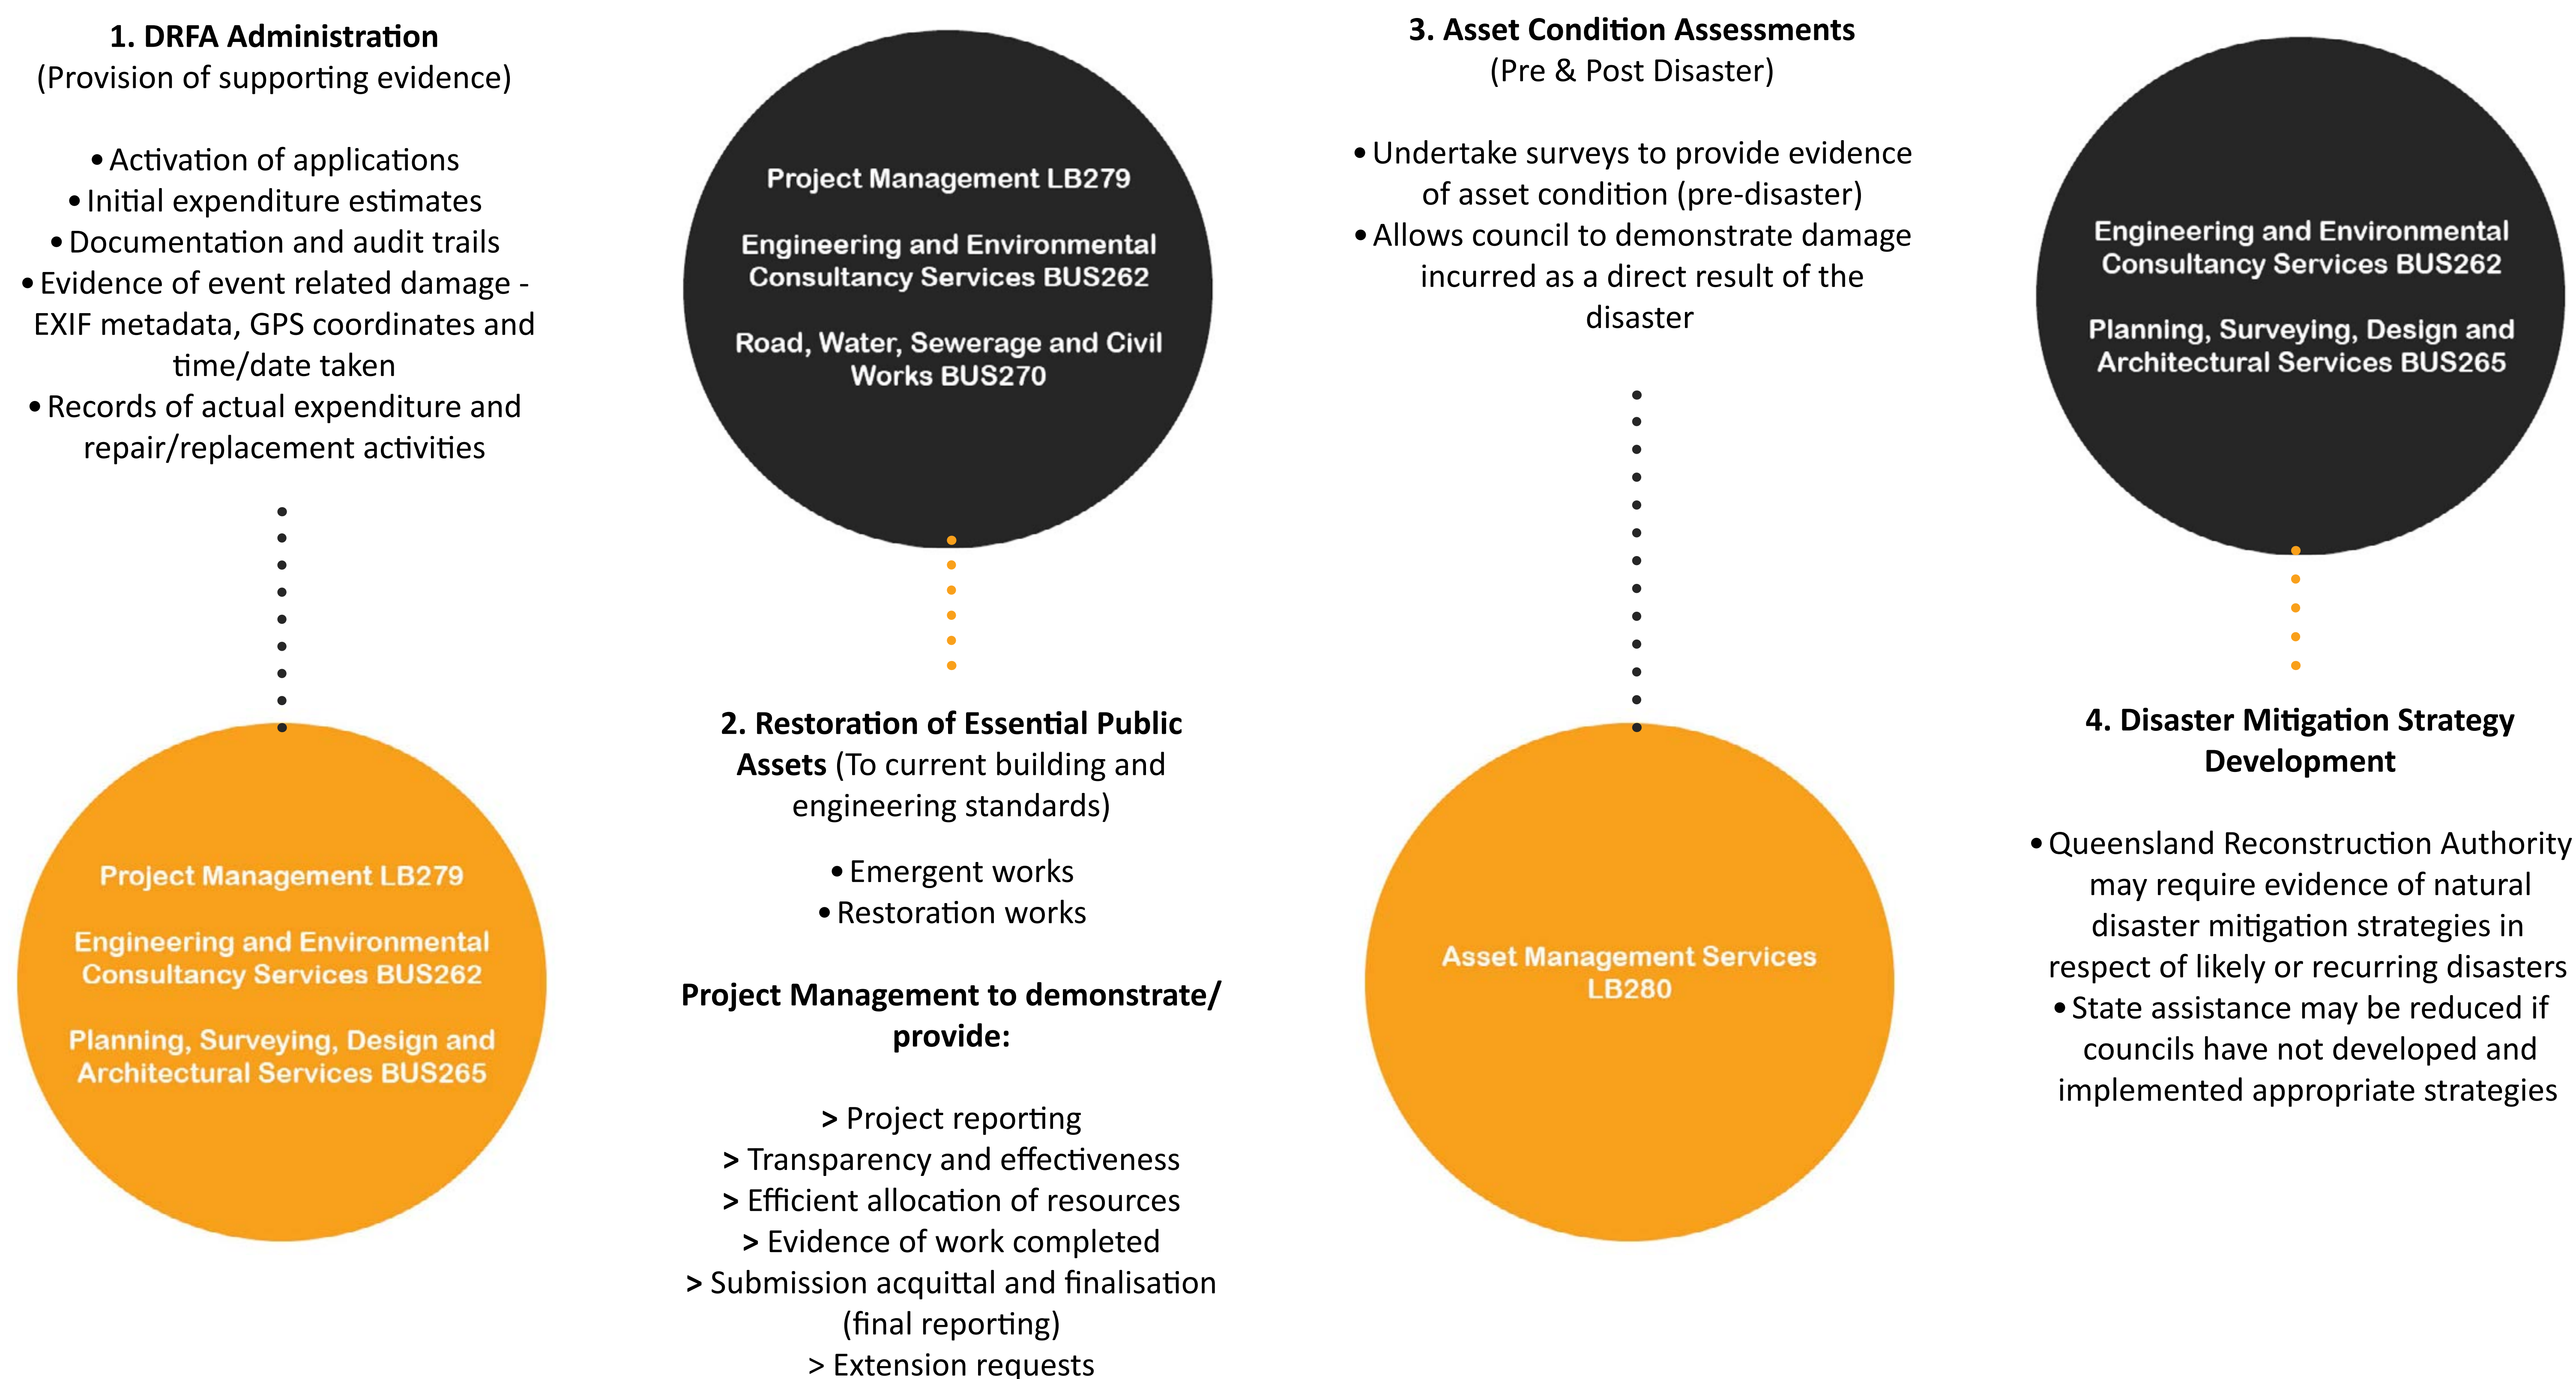 1. DRFA Administration
(Provision of supporting evidence)
• Activation of applications
• Initial expenditure estimates
• Documentation and audit trails
• Evidence of event related damage -
EXIF metadata, GPS coordinates and
time/date taken
• Records of actual expenditure and
repair/replacement activities
Project Management LB279
Engineering and Environmental
Consultancy Services BUS262
Planning, Surveying, Design and
Architectural Services BUS265
Project Management LB279
Engineering and Environmental
Consultancy Services BUS262
Road, Water, Sewerage and Civil
Works BUS270
2. Restoration of Essential Public
Assets (To current building and
engineering standards)
• Emergent works
• Restoration works
Project Management to demonstrate/
provide:
> Project reporting
> Transparency and effectiveness
> Efficient allocation of resources
> Evidence of work completed
> Submission acquittal and finalisation
(final reporting)
> Extension requests
3. Asset Condition Assessments
(Pre & Post Disaster)
• Undertake surveys to provide evidence
of asset condition (pre-disaster)
• Allows council to demonstrate damage
incurred as a direct result of the
disaster
Asset Management Services
LB280
Engineering and Environmental
Consultancy Services BUS262
Planning, Surveying, Design and
Architectural Services BUS265
4. Disaster Mitigation Strategy
Development
• Queensland Reconstruction Authority
may require evidence of natural
disaster mitigation strategies in
respect of likely or recurring disasters
• State assistance may be reduced if
councils have not developed and
implemented appropriate strategies